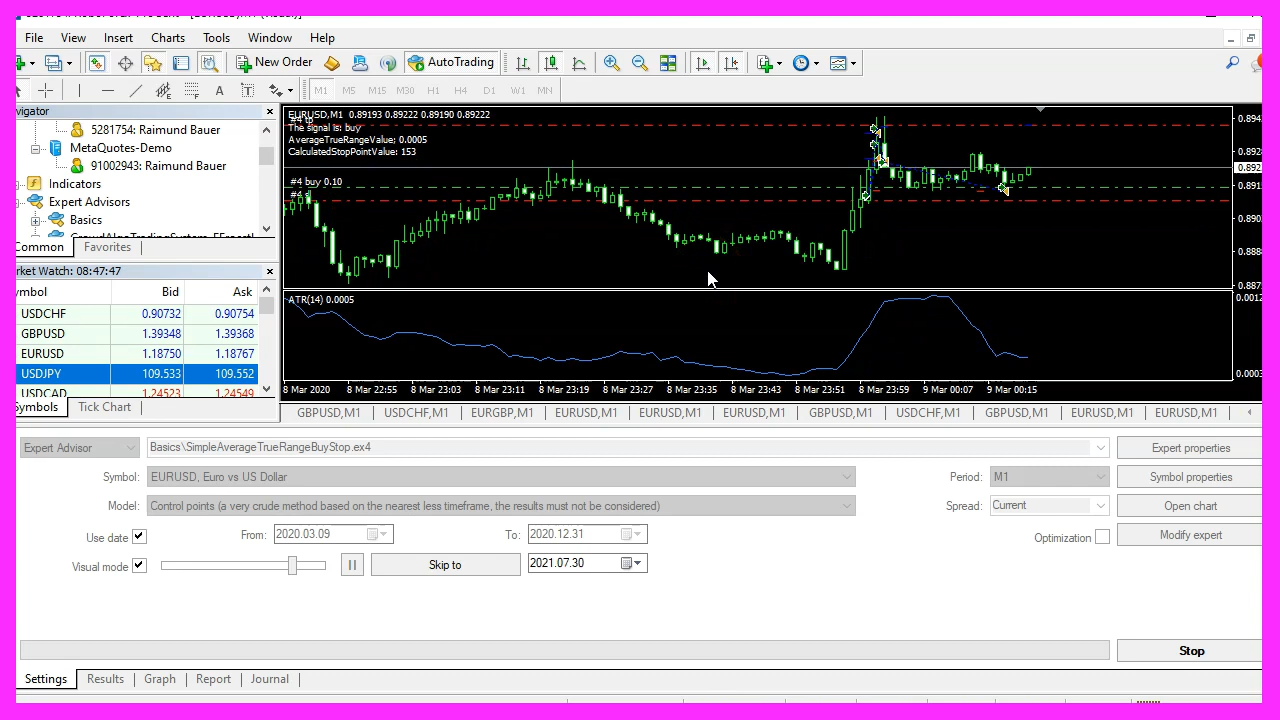 File View Insert Charts Tools Window Help
New Order AutoTrading
A T M1 M5 M15 M30 H1 H4 D1 W1 MN
5281754: Raimund Bauer
MetaQuotes-Demo
91002943: Raimund Bauer
Indicators
Expert Advisors
Basics
Common Favorites
rket Watch: 08:47:47
ymbol Bid Ask
USDCHF 0.90732 0.90754
GBPUSD 1.39348 1.39368
EURUSD 1.18750 1.18767
USDJPY 109.533 109.552
USDCAD 1.24523 1.24549
ymbols Tick Chart
EURUSD,M1 0.89193 0.89222 0.89190 0.89222
The signal is: buy
AverageTrueRangeValue; 0.0005
CalculatedStopPointValue: 153
#4 buy 0.10
ATR(14) 0.0005
8 Mar 2020 8 Mar 22:55 8 Mar 23:03 8 Mar 23:11 8 Mar 23:19 8 Mar 23:27 8 Mar 23:35 8 Mar 23:43 8 Mar 23:51 8 Mar 23:59 9 Mar 00:07 9 Mar 00:15
GBPUSD,M1 USDCHF,M1 EURGBP,M1 EURUSD,M1 EURUSD,M1 EURUSD,M1 GBPUSD,M1 USDCHF,M1 GBPUSD,M1 EURUSD,M1 EURUSD,M1
Expert Advisor Basics\SimpleAverageTrueRangeBuyStop.ex4 Expert properties
Symbol: EURUSD, Euro vs US Dollar Period: M1 Symbol properties
Model: Control points (a very crude method based on the nearest less timeframe, the results must not be considered) Spread: Current Open chart
Use date From: 2020.03.09 To: 2020.12.31 Optimization Modify expert
Visual mode Skip to 2021.07.30
Stop
Settings Results Graph Report Journal